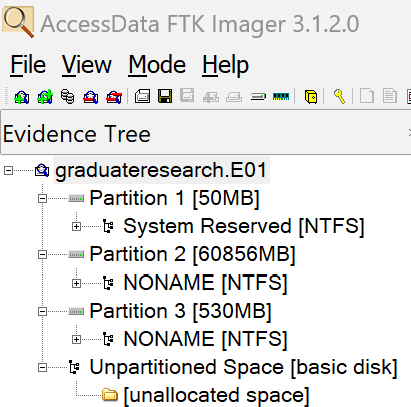 AccessData FTK Imager 3.1.2.0
File View Mode Help
Evidence Tree
graduateresearch.E01
Partition 1 [50MB]
System Reserved [NTFS]
Partition 2 [60856MB]
NONAME [NTFS]
Partition 3 [530MB]
NONAME [NTFS]
Unpartitioned Space [basic disk]
[unallocated space]